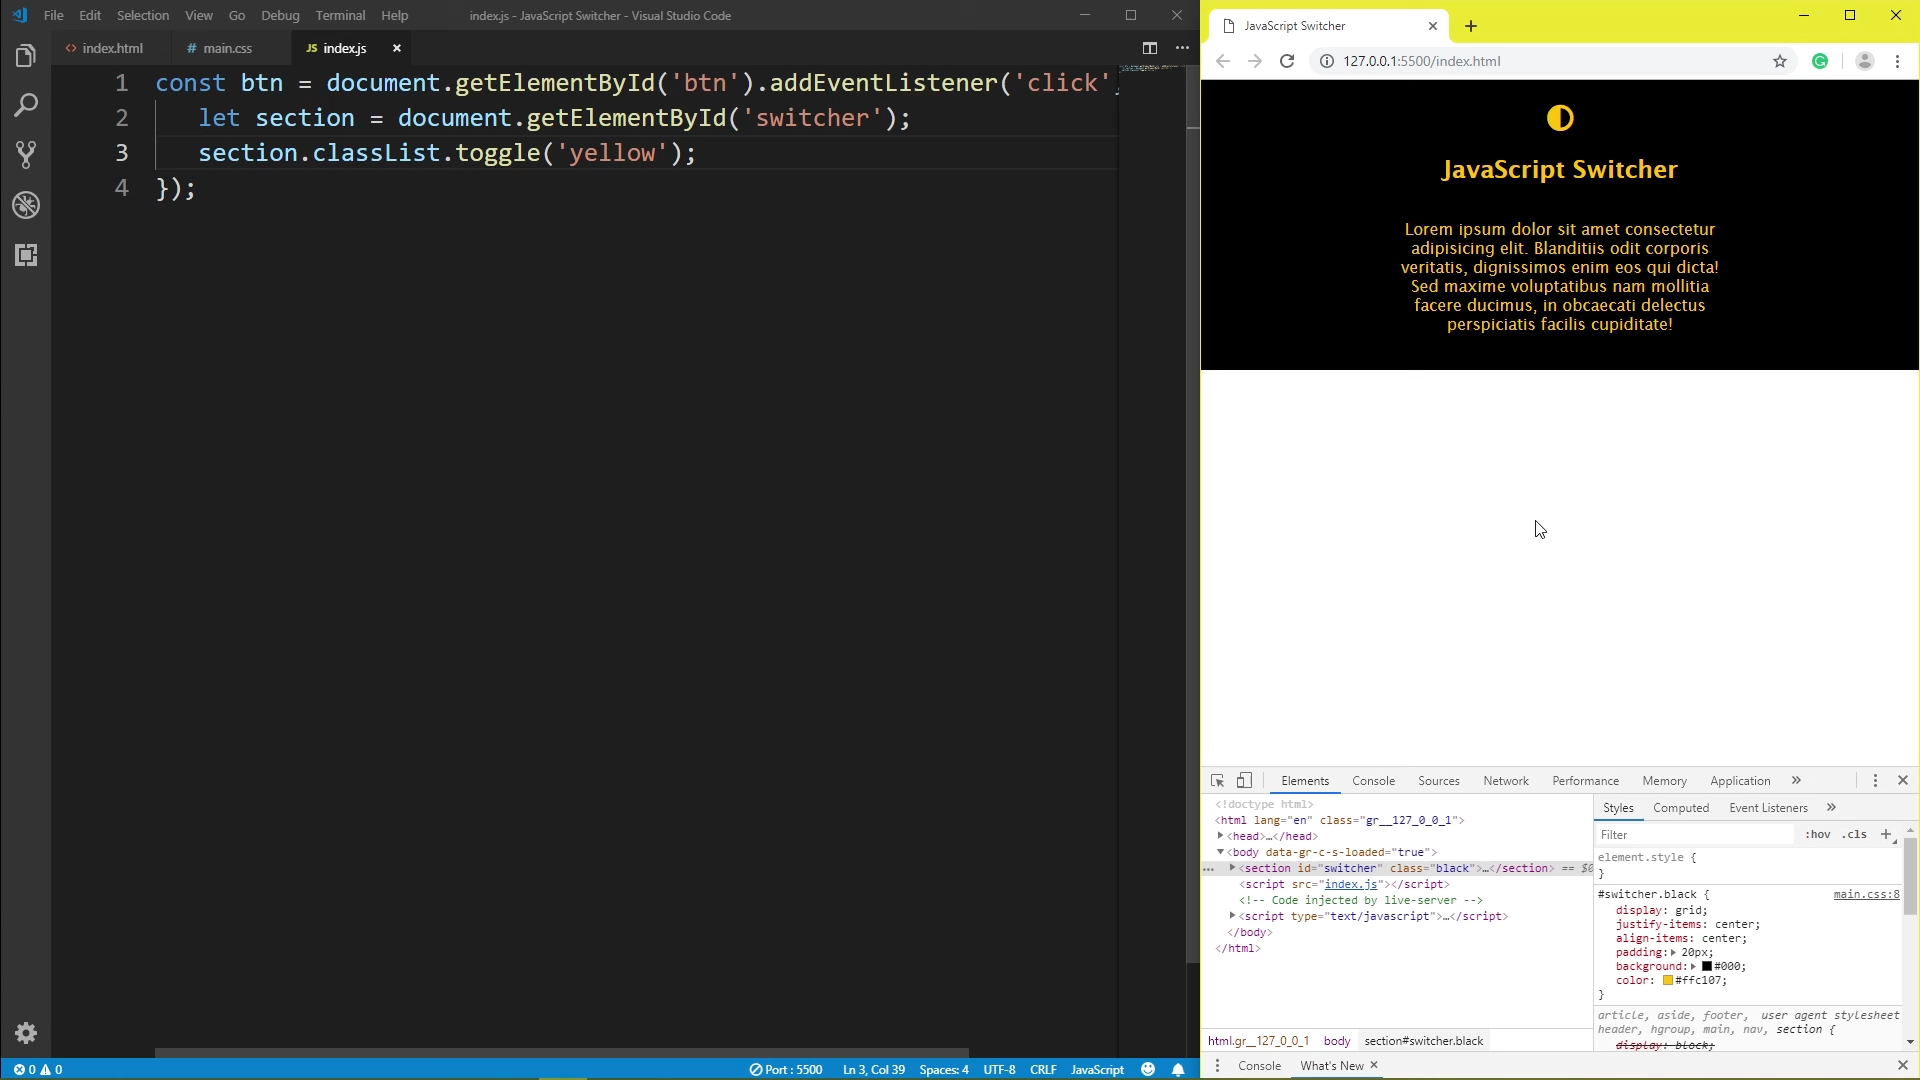 File Edit Selection View Go Debug Terminal Help index.js - JavaScript Switcher - Visual Studio Code
<> index.html # main.css JS index.js ×
1 const btn = document.getElementById('btn').addEventListener('click',
2 let section = document.getElementById('switcher');
3 section.classList.toggle('yellow');
4 });
0 0 Port : 5500 Ln 3, Col 39 Spaces: 4 UTF-8 CRLF JavaScript
JavaScript Switcher
127.0.0.1:5500/index.html
JavaScript Switcher
Lorem ipsum dolor sit amet consectetur
adipisicing elit. Blanditiis odit corporis
veritatis, dignissimos enim eos qui dicta!
Sed maxime voluptatibus nam mollitia
facere ducimus, in obcaecati delectus
perspiciatis facilis cupiditate!
Elements Console Sources Network Performance Memory Application »
<!doctype html>
<html lang="en" class="gr__127_0_0_1">
<head>…</head>
<body data-gr-c-s-loaded="true">
<section id="switcher" class="black">…</section> == $0
<script src="index.js"></script>
<!-- Code injected by live-server -->
<script type="text/javascript">…</script>
</body>
</html>
html.gr__127_0_0_1 body section#switcher.black
Styles Computed Event Listeners »
Filter :hov .cls +
element.style {
}
#switcher.black { main.css:8
display: grid;
justify-items: center;
align-items: center;
padding: 20px;
background: #000;
color: #ffc107;
}
article, aside, footer, user agent stylesheet
header, hgroup, main, nav, section {
display: block;
Console What's New ×